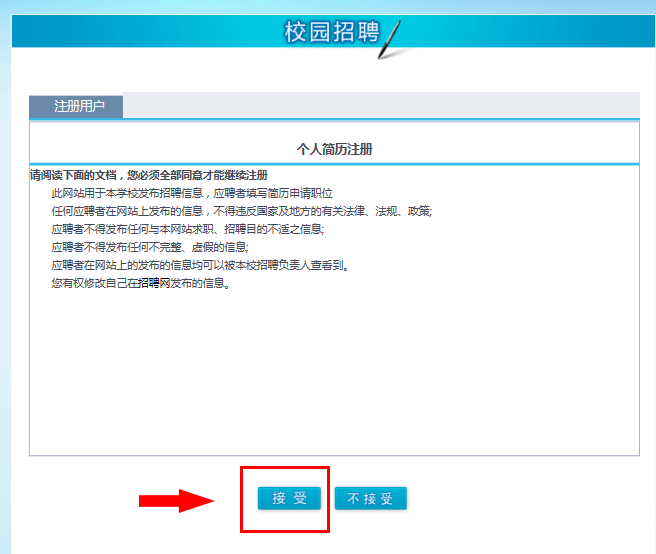 校园招聘
注册用户
个人简历注册
请阅读下面的文档，您必须全部同意才能继续注册
此网站用于本学校发布招聘信息，应聘者填写简历申请职位
任何应聘者在网站上发布的信息，不得违反国家及地方的有关法律、法规、政策;
应聘者不得发布任何与本网站求职、招聘目的不适之信息;
应聘者不得发布任何不完整、虚假的信息;
应聘者在网站上的发布的信息均可以被本校招聘负责人查看到。
您有权修改自己在招聘网发布的信息。
接 受
不 接 受